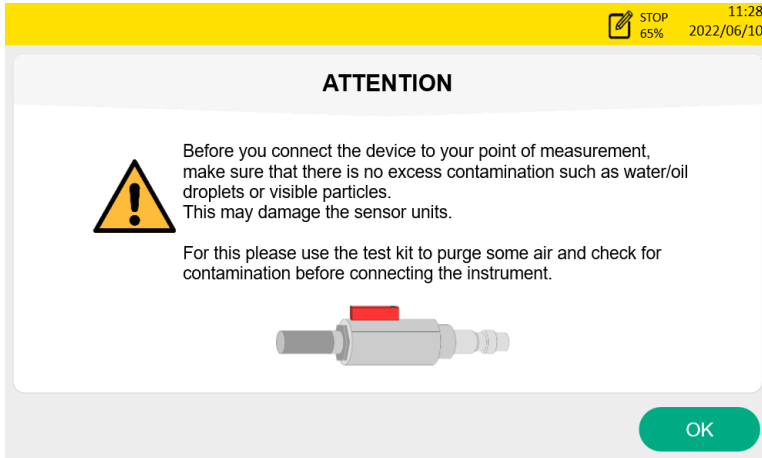 STOP
65%
11:28
2022/06/10
ATTENTION
Before you connect the device to your point of measurement,
make sure that there is no excess contamination such as water/oil
droplets or visible particles.
This may damage the sensor units.
For this please use the test kit to purge some air and check for
contamination before connecting the instrument.
OK